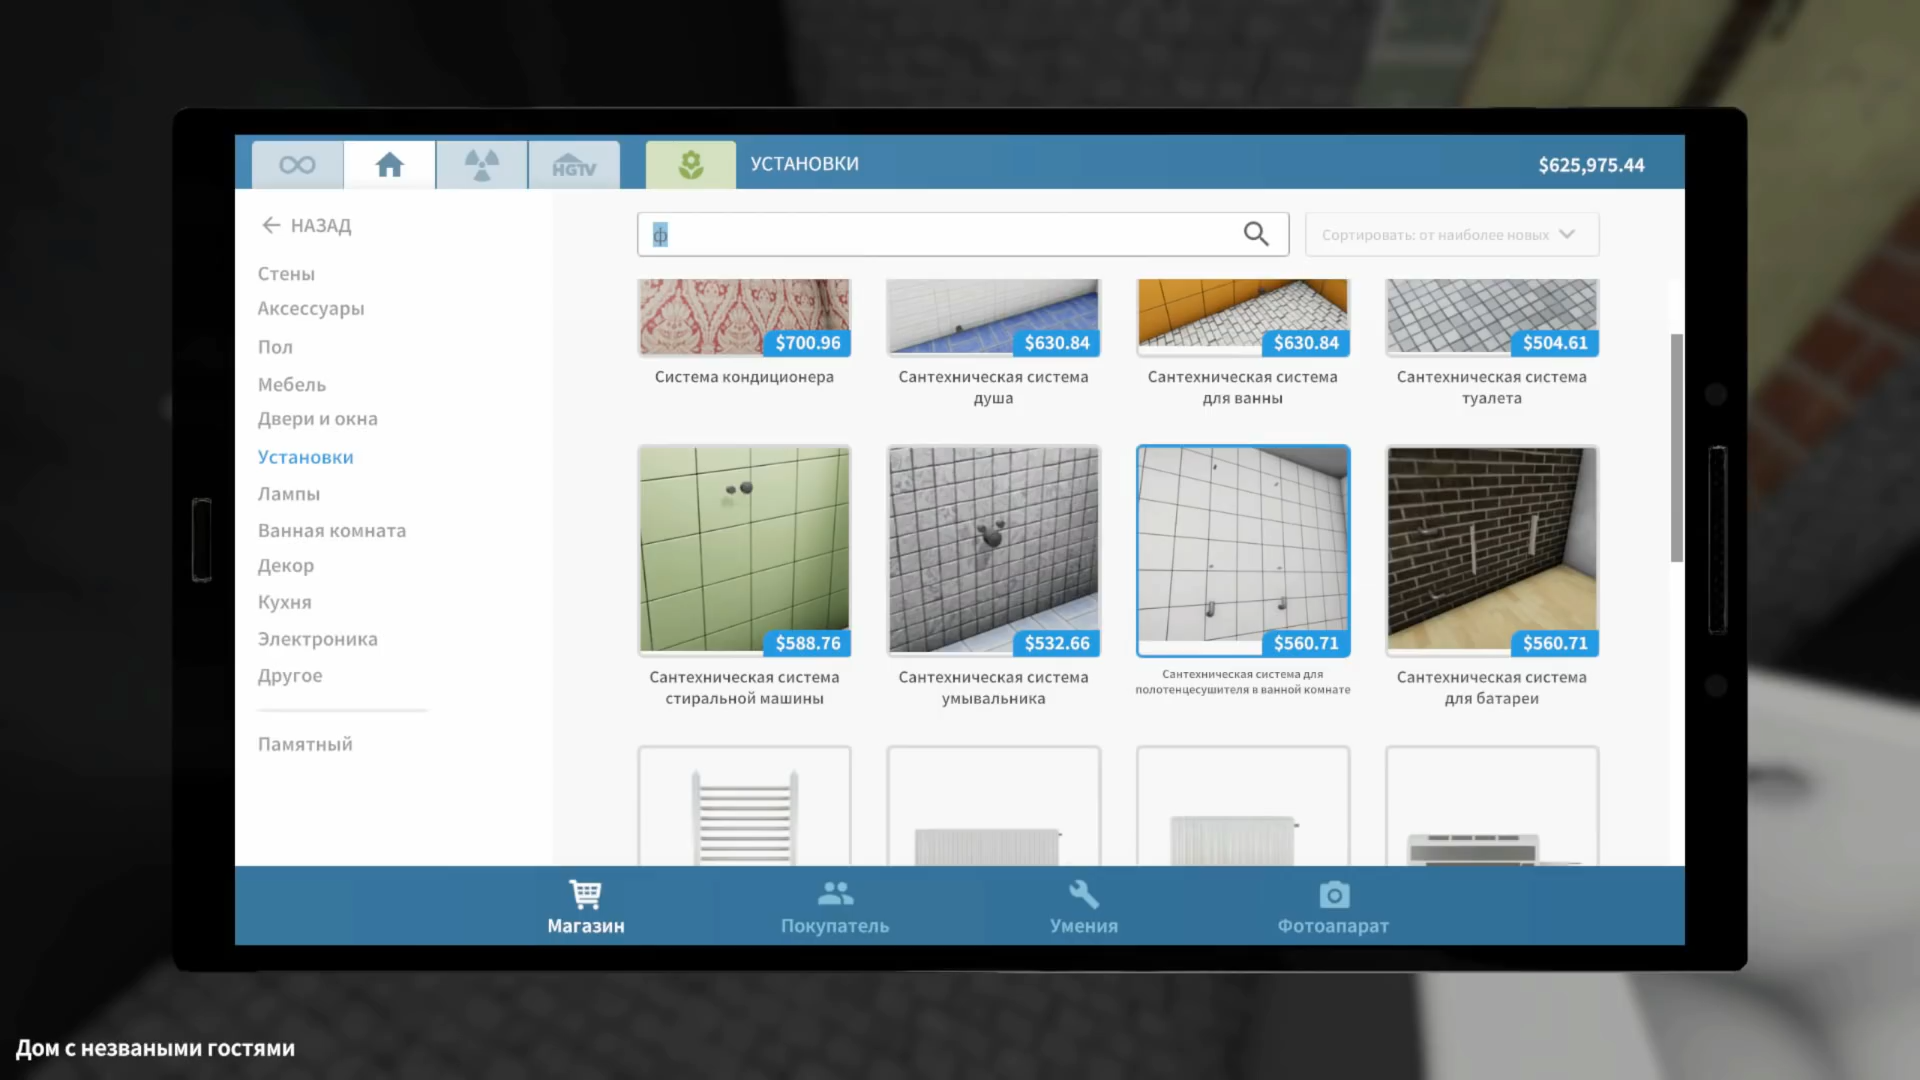 HGTV
УСТАНОВКИ
$625,975.44
НАЗАД
ф
Сортировать: от наиболее новых
Стены
Аксессуары
Пол
Мебель
Двери и окна
Установки
Лампы
Ванная комната
Декор
Кухня
Электроника
Другое
Памятный
$700.96
$630.84
$630.84
$504.61
Система кондиционера
Сантехническая система
душа
Сантехническая система
для ванны
Сантехническая система
туалета
$588.76
$532.66
$560.71
$560.71
Сантехническая система
стиральной машины
Сантехническая система
умывальника
Сантехническая система для
полотенцесушителя в ванной комнате
Сантехническая система
для батареи
Магазин
Покупатель
Умения
Фотоаппарат
Дом с незваными гостями